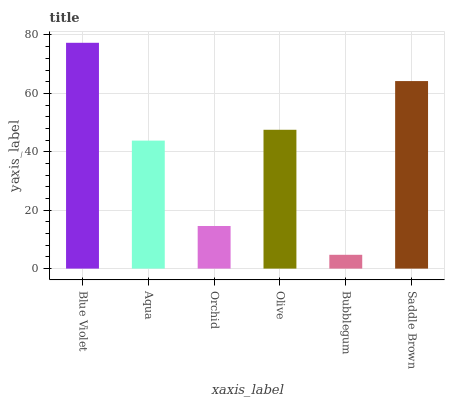 title
80
60
40
20
0
yaxis_label
Blue Violet
Aqua
Orchid
Olive
Bubblegum
Saddle Brown
xaxis_label